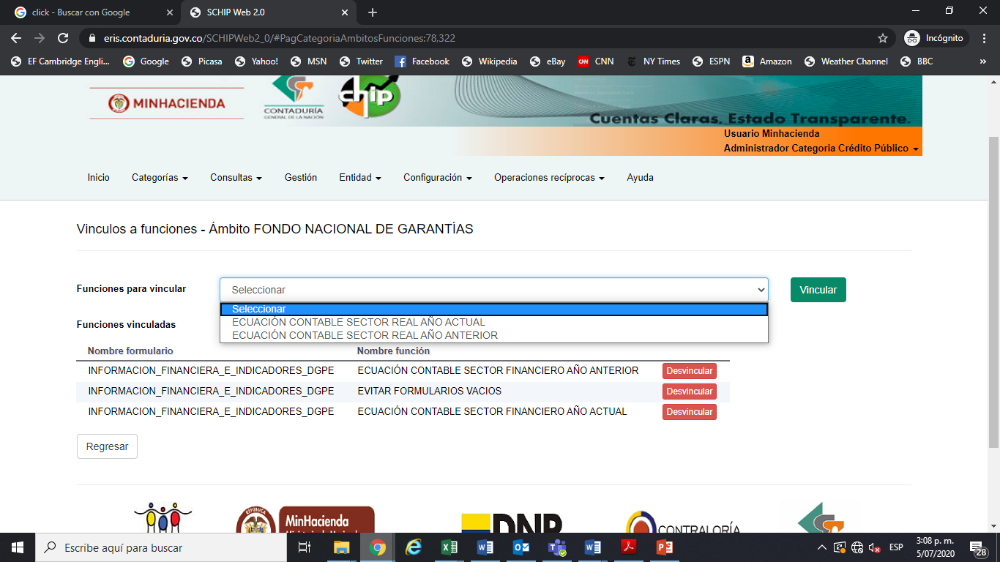 click - Buscar con Google
SCHIP Web 2.0
eris.contaduria.gov.co/SCHIPWeb2_0/#PagCategoriaAmbitosFunciones:78,322
Incógnito
EF Cambridge Engli...
Google
Picasa
Yahoo!
MSN
Twitter
Facebook
Wikipedia
eBay
CNN
NY Times
ESPN
Amazon
Weather Channel
BBC
MINHACIENDA
CONTADURÍA
GENERAL DE LA NACIÓN
chip
Cuentas Claras, Estado Transparente.
Usuario Minhacienda
Administrador Categoria Crédito Público
Inicio
Categorías
Consultas
Gestión
Entidad
Configuración
Operaciones recíprocas
Ayuda
Vinculos a funciones - Ámbito FONDO NACIONAL DE GARANTÍAS
Funciones para vincular
Seleccionar
Vincular
Seleccionar
ECUACIÓN CONTABLE SECTOR REAL AÑO ACTUAL
ECUACIÓN CONTABLE SECTOR REAL AÑO ANTERIOR
Funciones vinculadas
Nombre formulario
Nombre función
INFORMACION_FINANCIERA_E_INDICADORES_DGPE ECUACIÓN CONTABLE SECTOR FINANCIERO AÑO ANTERIOR Desvincular
INFORMACION_FINANCIERA_E_INDICADORES_DGPE EVITAR FORMULARIOS VACIOS Desvincular
INFORMACION_FINANCIERA_E_INDICADORES_DGPE ECUACIÓN CONTABLE SECTOR FINANCIERO AÑO ACTUAL Desvincular
Regresar
REPÚBLICA
MinHacienda
DNP
CONTRALORÍA
Escribe aquí para buscar
ESP
3:08 p. m.
5/07/2020
28